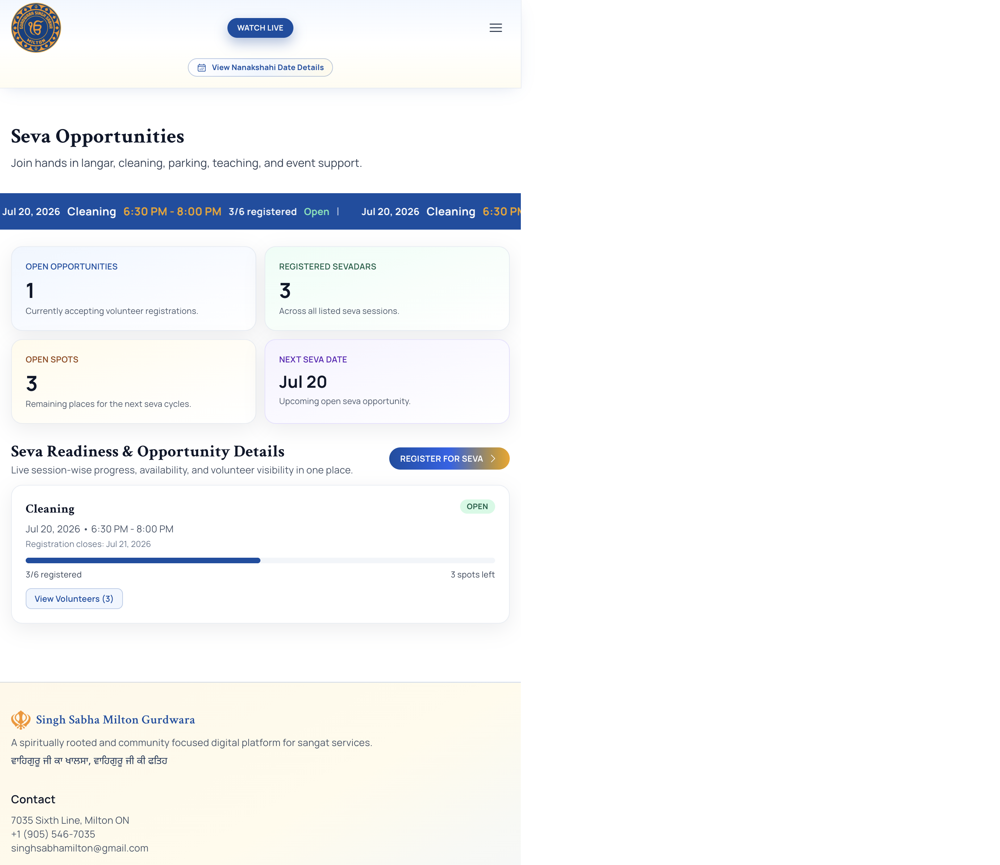 GURDWARA SINGH SABHA
ੴ
MILTON
WATCH LIVE
View Nanakshahi Date Details
Seva Opportunities
Join hands in langar, cleaning, parking, teaching, and event support.
Jul 20, 2026 Cleaning 6:30 PM - 8:00 PM 3/6 registered Open | Jul 20, 2026 Cleaning 6:30 PM
OPEN OPPORTUNITIES
1
Currently accepting volunteer registrations.
REGISTERED SEVADARS
3
Across all listed seva sessions.
OPEN SPOTS
3
Remaining places for the next seva cycles.
NEXT SEVA DATE
Jul 20
Upcoming open seva opportunity.
Seva Readiness & Opportunity Details
Live session-wise progress, availability, and volunteer visibility in one place.
REGISTER FOR SEVA
Cleaning
OPEN
Jul 20, 2026 • 6:30 PM - 8:00 PM
Registration closes: Jul 21, 2026
3/6 registered
3 spots left
View Volunteers (3)
Singh Sabha Milton Gurdwara
A spiritually rooted and community focused digital platform for sangat services.
ਵਾਹਿਗੁਰੂ ਜੀ ਕਾ ਖਾਲਸਾ, ਵਾਹਿਗੁਰੂ ਜੀ ਕੀ ਫਤਿਹ
Contact
7035 Sixth Line, Milton ON
+1 (905) 546-7035
singhsabhamilton@gmail.com